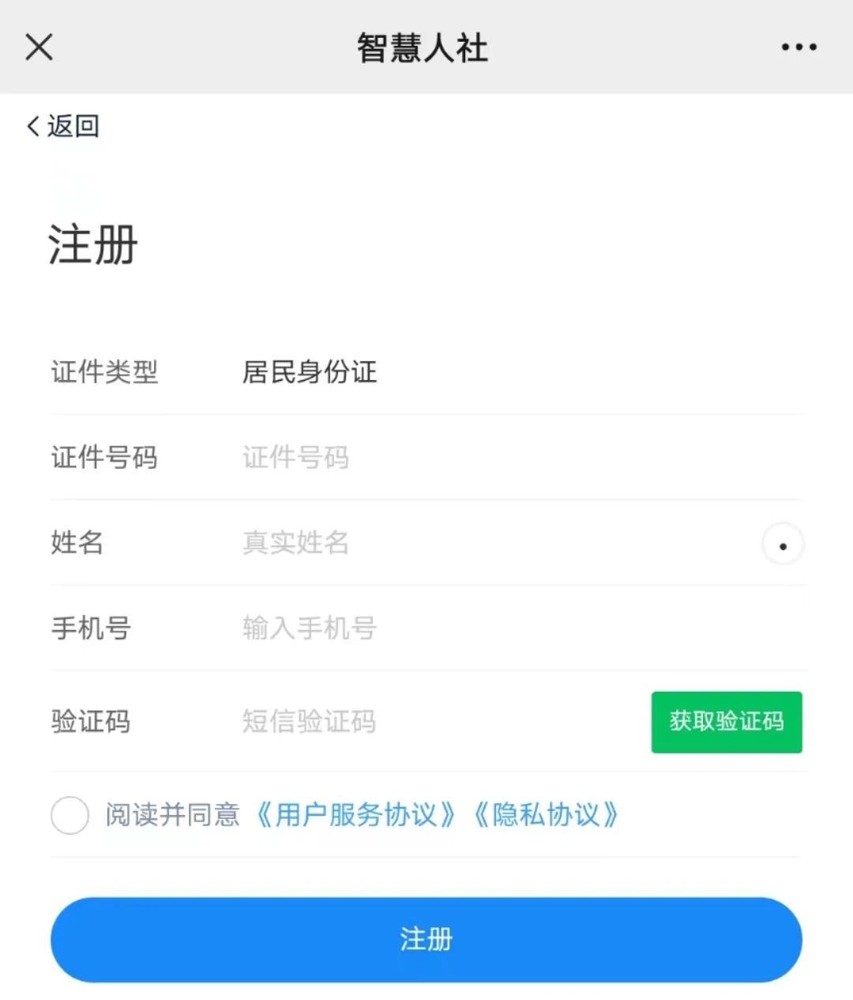 智慧人社
返回
注册
证件类型 居民身份证
证件号码 证件号码
姓名 真实姓名
手机号 输入手机号
验证码 短信验证码 获取验证码
阅读并同意《用户服务协议》《隐私协议》
注册